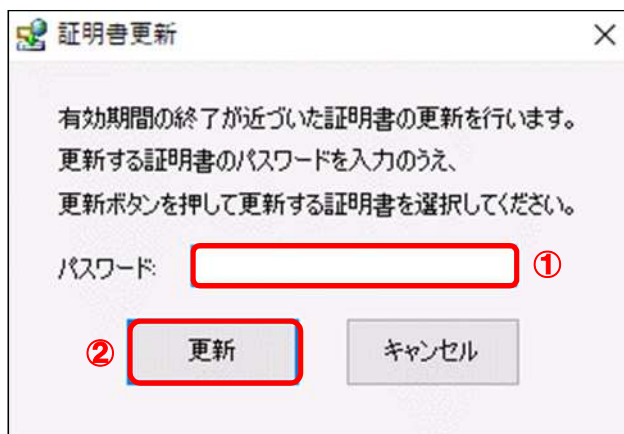 証明書更新
有効期間の終了が近づいた証明書の更新を行います。
更新する証明書のパスワードを入力のうえ、
更新ボタンを押して更新する証明書を選択してください。
パスワード:
①
②
更新
キャンセル